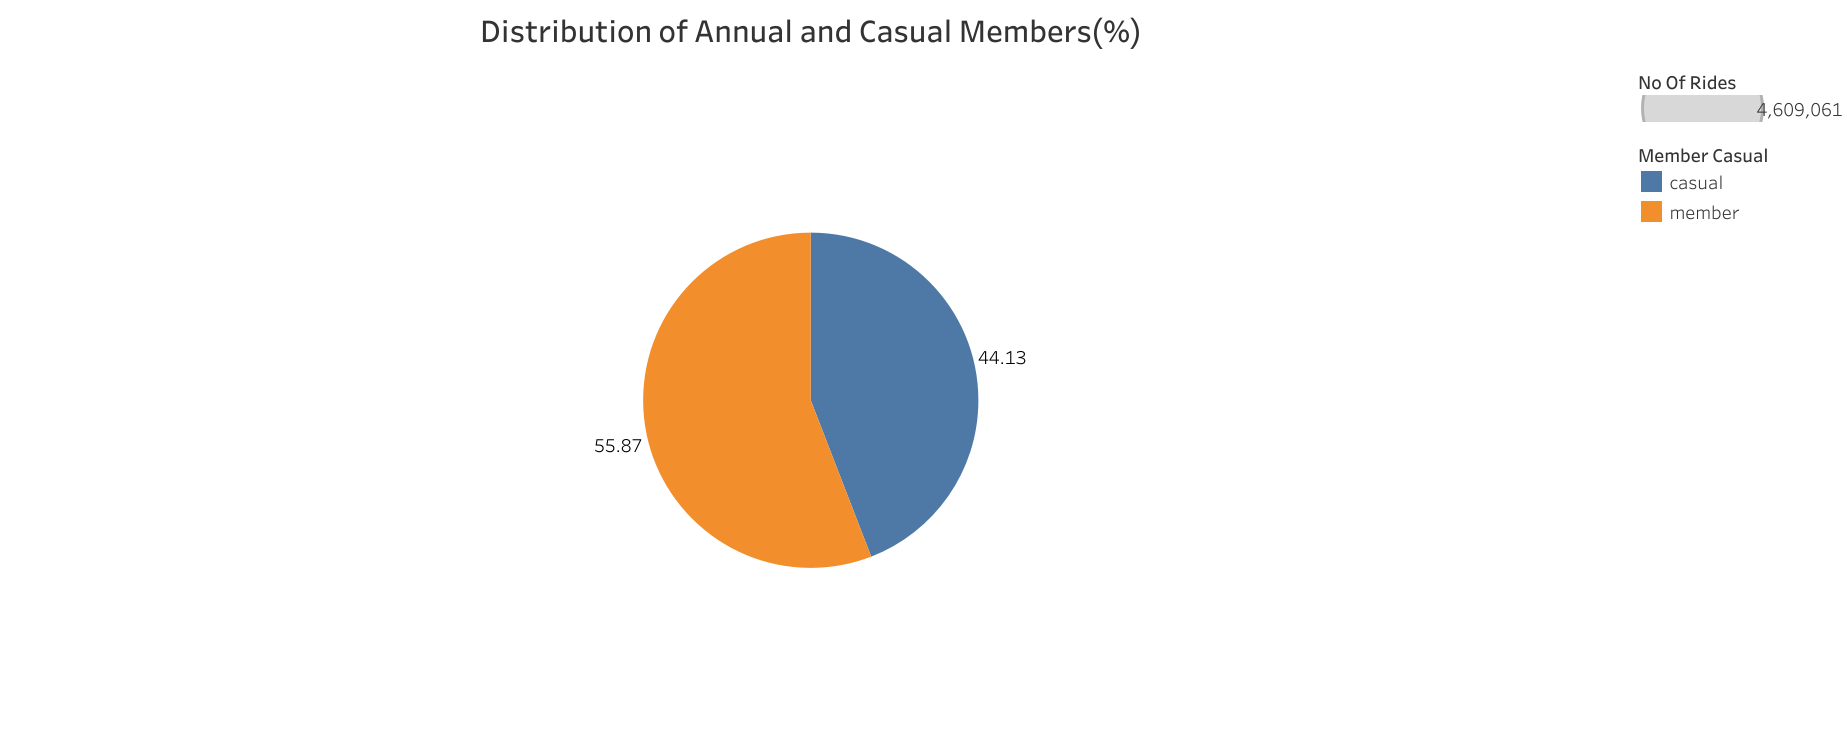 Distribution of Annual and Casual Members(%)
No Of Rides
4,609,061
Member Casual
casual
member
44.13
55.87